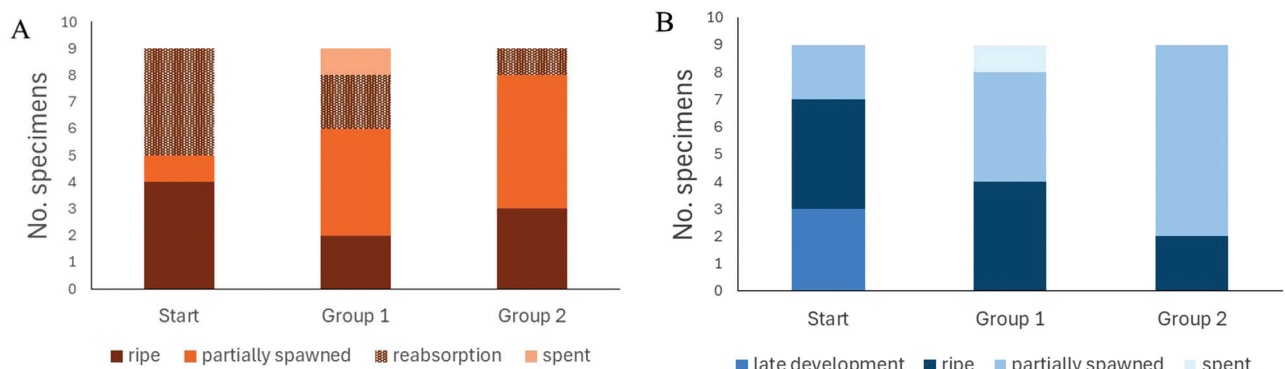 A
No. specimens
10
9
8
7
6
5
4
3
2
1
0
Start Group 1 Group 2
ripe partially spawned reabsorption spent
B
No. specimens
10
9
8
7
6
5
4
3
2
1
0
Start Group 1 Group 2
late development ripe partially spawned spent